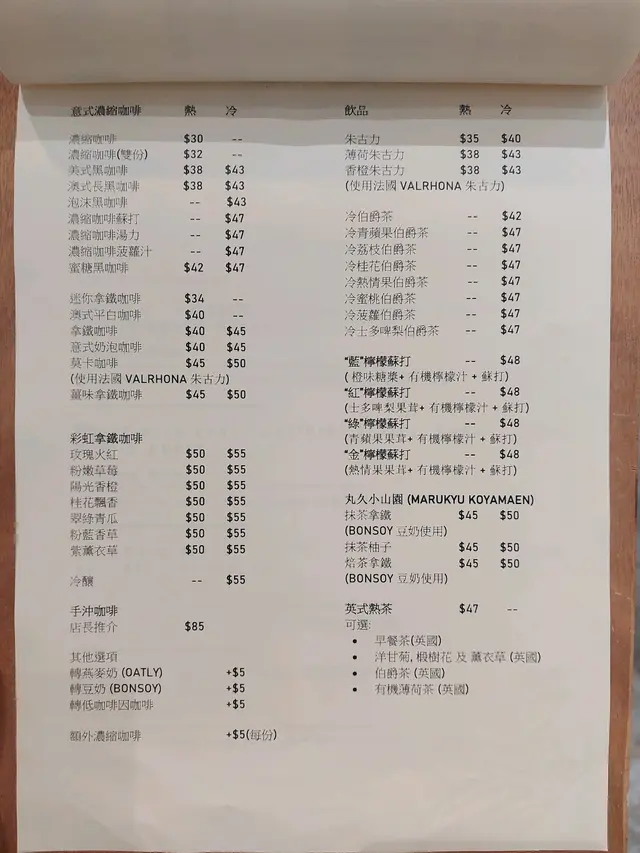 意式濃縮咖啡 熱 冷
濃縮咖啡 $30 --
濃縮咖啡(雙份) $32 --
美式黑咖啡 $38 $43
澳式長黑咖啡 $38 $43
泡沫黑咖啡 -- $43
濃縮咖啡蘇打 -- $47
濃縮咖啡湯力 -- $47
濃縮咖啡菠蘿汁 -- $47
蜜糖黑咖啡 $42 $47
迷你拿鐵咖啡 $34 --
澳式平白咖啡 $40 --
拿鐵咖啡 $40 $45
意式奶泡咖啡 $40 $45
莫卡咖啡 $45 $50
(使用法國 VALRHONA 朱古力)
薑味拿鐵咖啡 $45 $50
彩虹拿鐵咖啡
玫瑰火紅 $50 $55
粉嫩草莓 $50 $55
陽光香橙 $50 $55
桂花飄香 $50 $55
翠綠青瓜 $50 $55
粉藍香草 $50 $55
紫薰衣草 $50 $55
冷釀 -- $55
手沖咖啡
店長推介 $85
其他選項
轉燕麥奶 (OATLY) +$5
轉豆奶 (BONSOY) +$5
轉低咖啡因咖啡 +$5
額外濃縮咖啡 +$5(每份)
飲品 熱 冷
朱古力 $35 $40
薄荷朱古力 $38 $43
香橙朱古力 $38 $43
(使用法國 VALRHONA 朱古力)
冷伯爵茶 -- $42
冷青蘋果伯爵茶 -- $47
冷荔枝伯爵茶 -- $47
冷桂花伯爵茶 -- $47
冷熱情果伯爵茶 -- $47
冷蜜桃伯爵茶 -- $47
冷菠蘿伯爵茶 -- $47
冷士多啤梨伯爵茶 -- $47
“藍”檸檬蘇打 -- $48
( 橙味糖漿+ 有機檸檬汁 + 蘇打)
“紅”檸檬蘇打 -- $48
(士多啤梨果茸+ 有機檸檬汁 + 蘇打)
“綠”檸檬蘇打 -- $48
(青蘋果果茸+ 有機檸檬汁 + 蘇打)
“金”檸檬蘇打 -- $48
(熱情果果茸+ 有機檸檬汁 + 蘇打)
丸久小山園 (MARUKYU KOYAMAEN)
抹茶拿鐵 $45 $50
(BONSOY 豆奶使用)
抹茶柚子 $45 $50
焙茶拿鐵 $45 $50
(BONSOY 豆奶使用)
英式熱茶 $47 --
可選:
• 早餐茶(英國)
• 洋甘菊, 椴樹花 及 薰衣草 (英國)
• 伯爵茶 (英國)
• 有機薄荷茶 (英國)